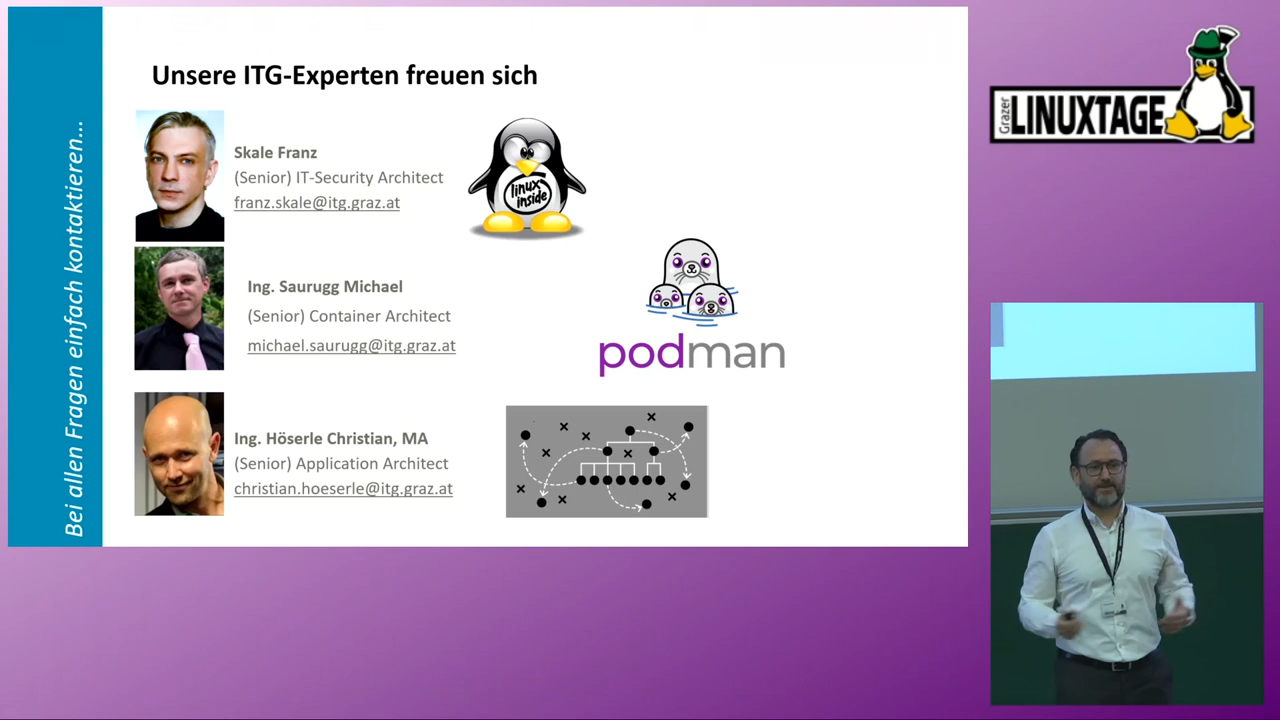 Unsere ITG-Experten freuen sich
Bei allen Fragen einfach kontaktieren...
Skale Franz
(Senior) IT-Security Architect
franz.skale@itg.graz.at
linux
inside
Ing. Saurugg Michael
(Senior) Container Architect
michael.saurugg@itg.graz.at
podman
Ing. Höserle Christian, MA
(Senior) Application Architect
christian.hoeserle@itg.graz.at
Grazer
LINUXTAGE